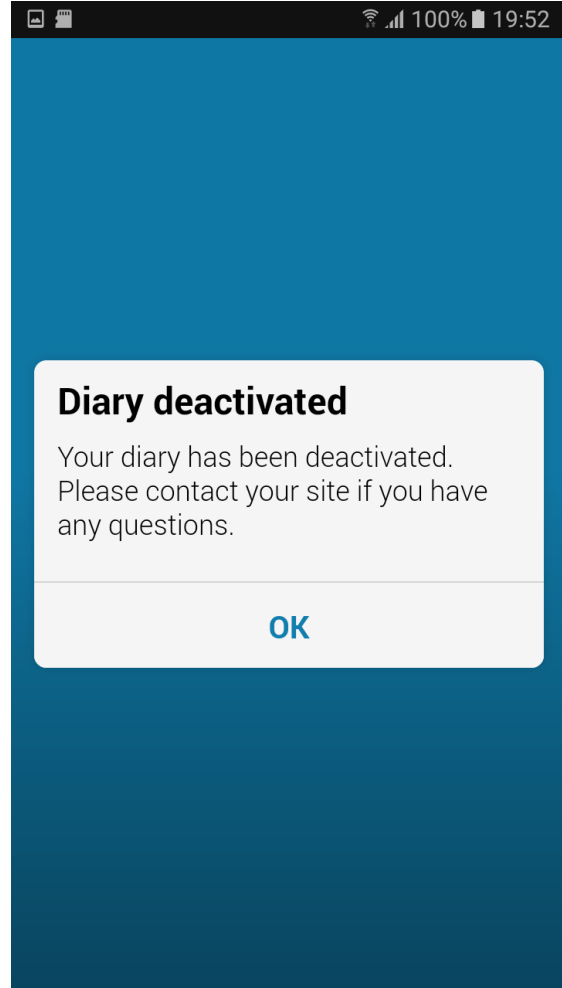 100% 19:52
Diary deactivated
Your diary has been deactivated.
Please contact your site if you have
any questions.
OK